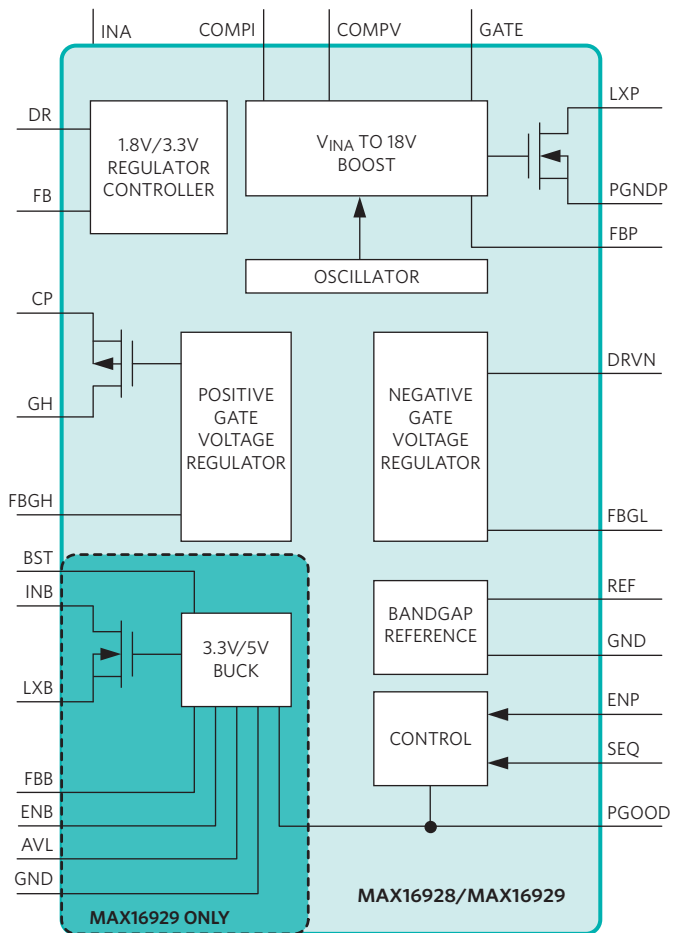 INA
COMPI
COMPV
GATE
DR
FB
1.8V/3.3V
REGULATOR
CONTROLLER
VINA TO 18V
BOOST
LXP
PGNDP
FBP
OSCILLATOR
CP
GH
FBGH
POSITIVE
GATE
VOLTAGE
REGULATOR
NEGATIVE
GATE
VOLTAGE
REGULATOR
DRVN
FBGL
BST
INB
LXB
3.3V/5V
BUCK
BANDGAP
REFERENCE
REF
GND
CONTROL
ENP
SEQ
PGOOD
FBB
ENB
AVL
GND
MAX16929 ONLY
MAX16928/MAX16929